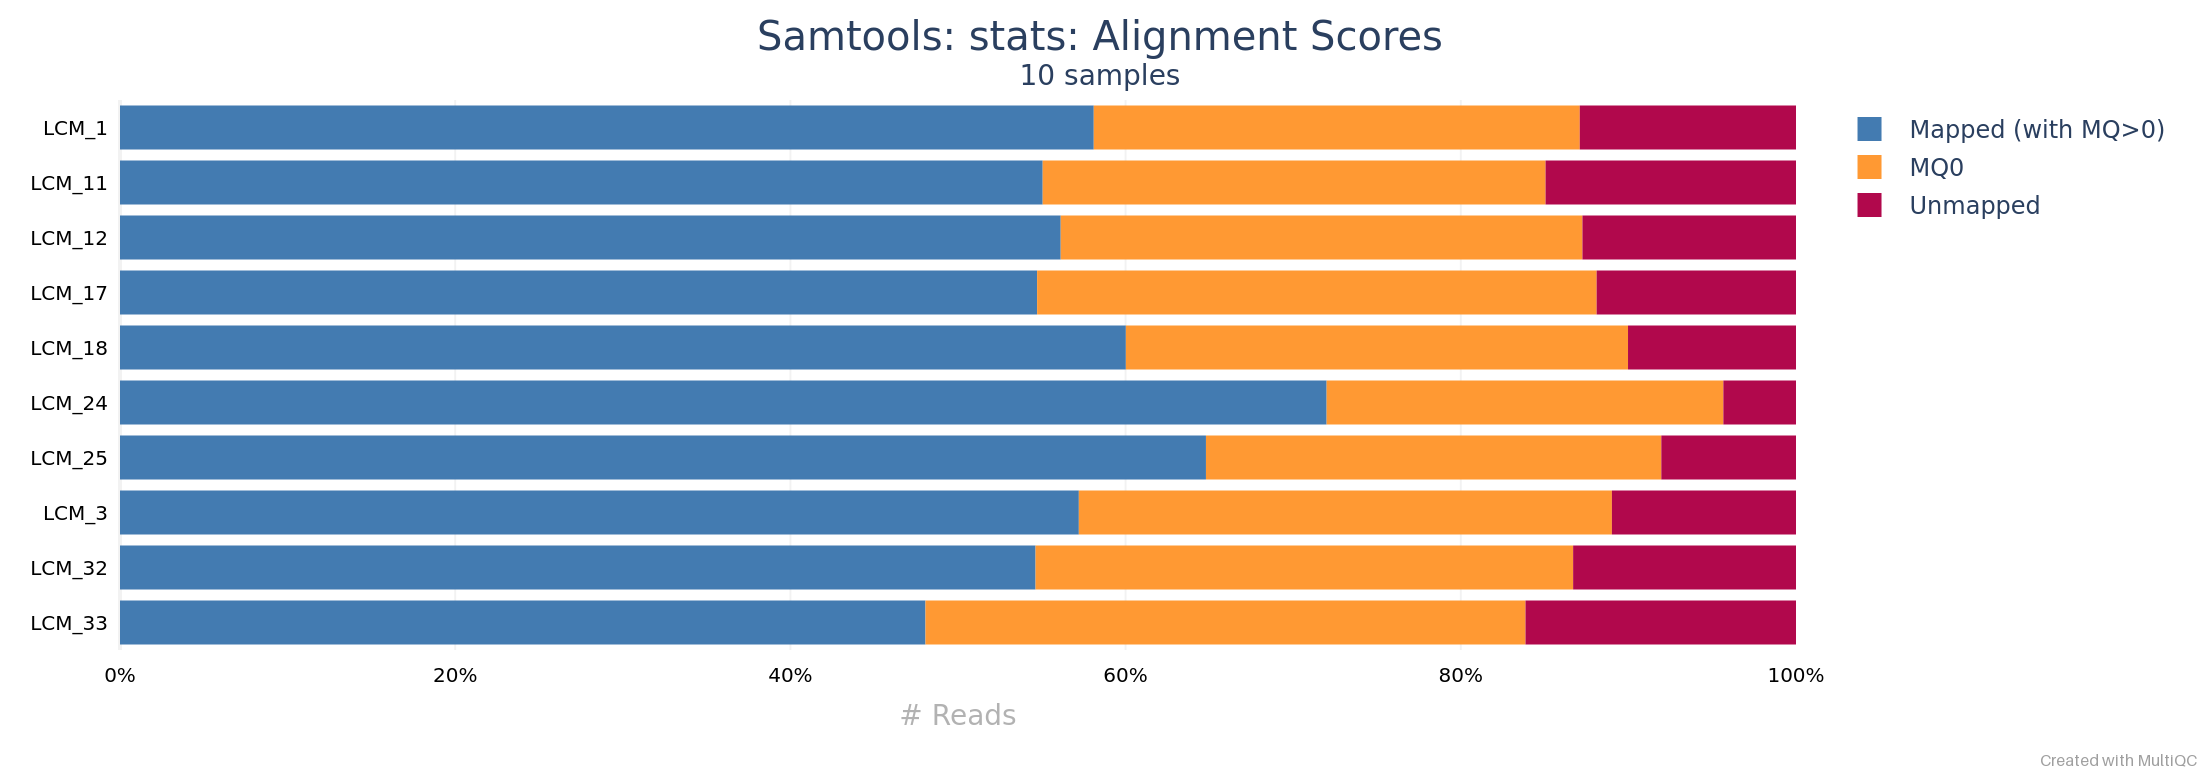 Samtools: stats: Alignment Scores
10 samples
LCM_1
LCM_11
LCM_12
LCM_17
LCM_18
LCM_24
LCM_25
LCM_3
LCM_32
LCM_33
0% 20% 40% 60% 80% 100%
# Reads
Mapped (with MQ>0)
MQ0
Unmapped
Created with MultiQC